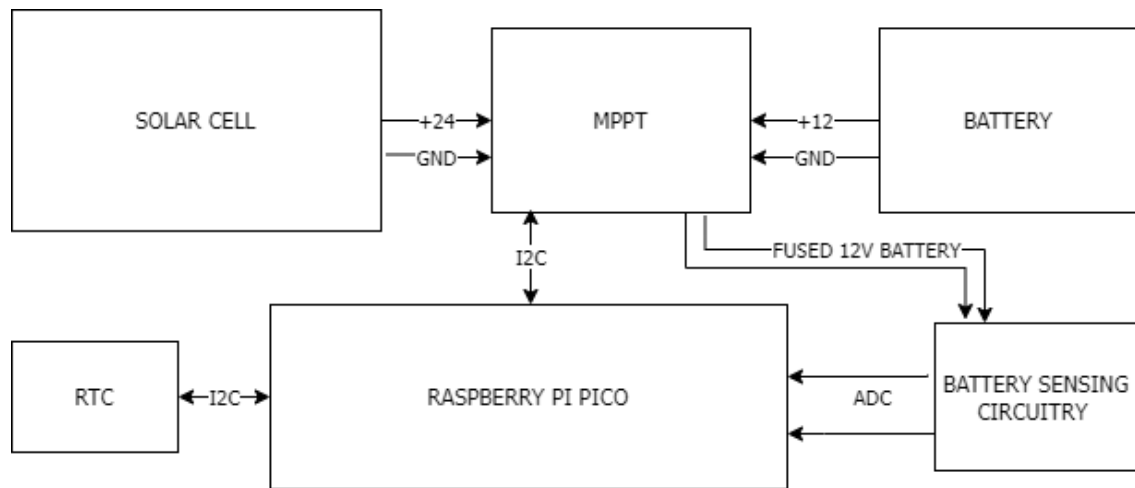 SOLAR CELL
+24
GND
MPPT
+12
GND
BATTERY
I2C
FUSED 12V BATTERY
RTC
I2C
RASPBERRY PI PICO
ADC
BATTERY SENSING
CIRCUITRY